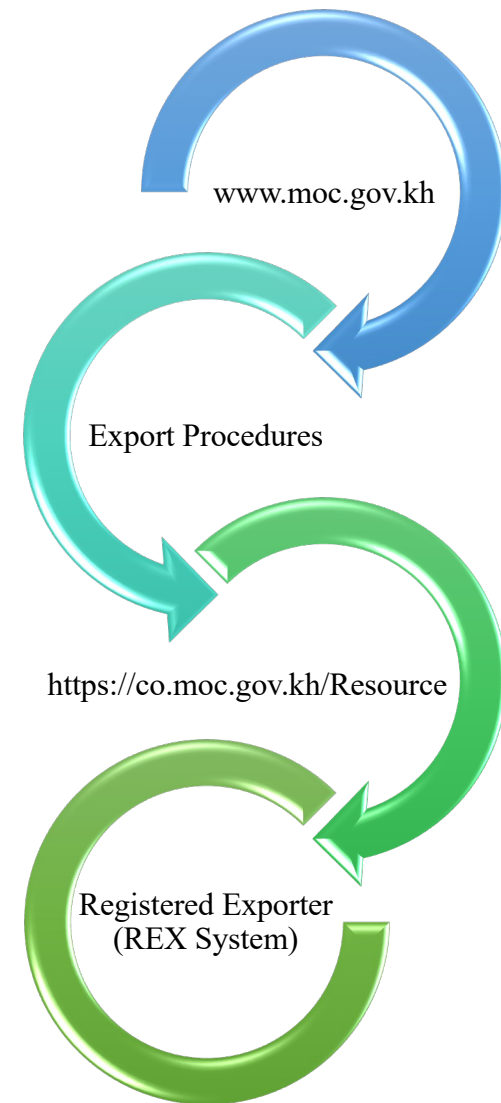 www.moc.gov.kh
Export Procedures
https://co.moc.gov.kh/Resource
Registered Exporter
(REX System)